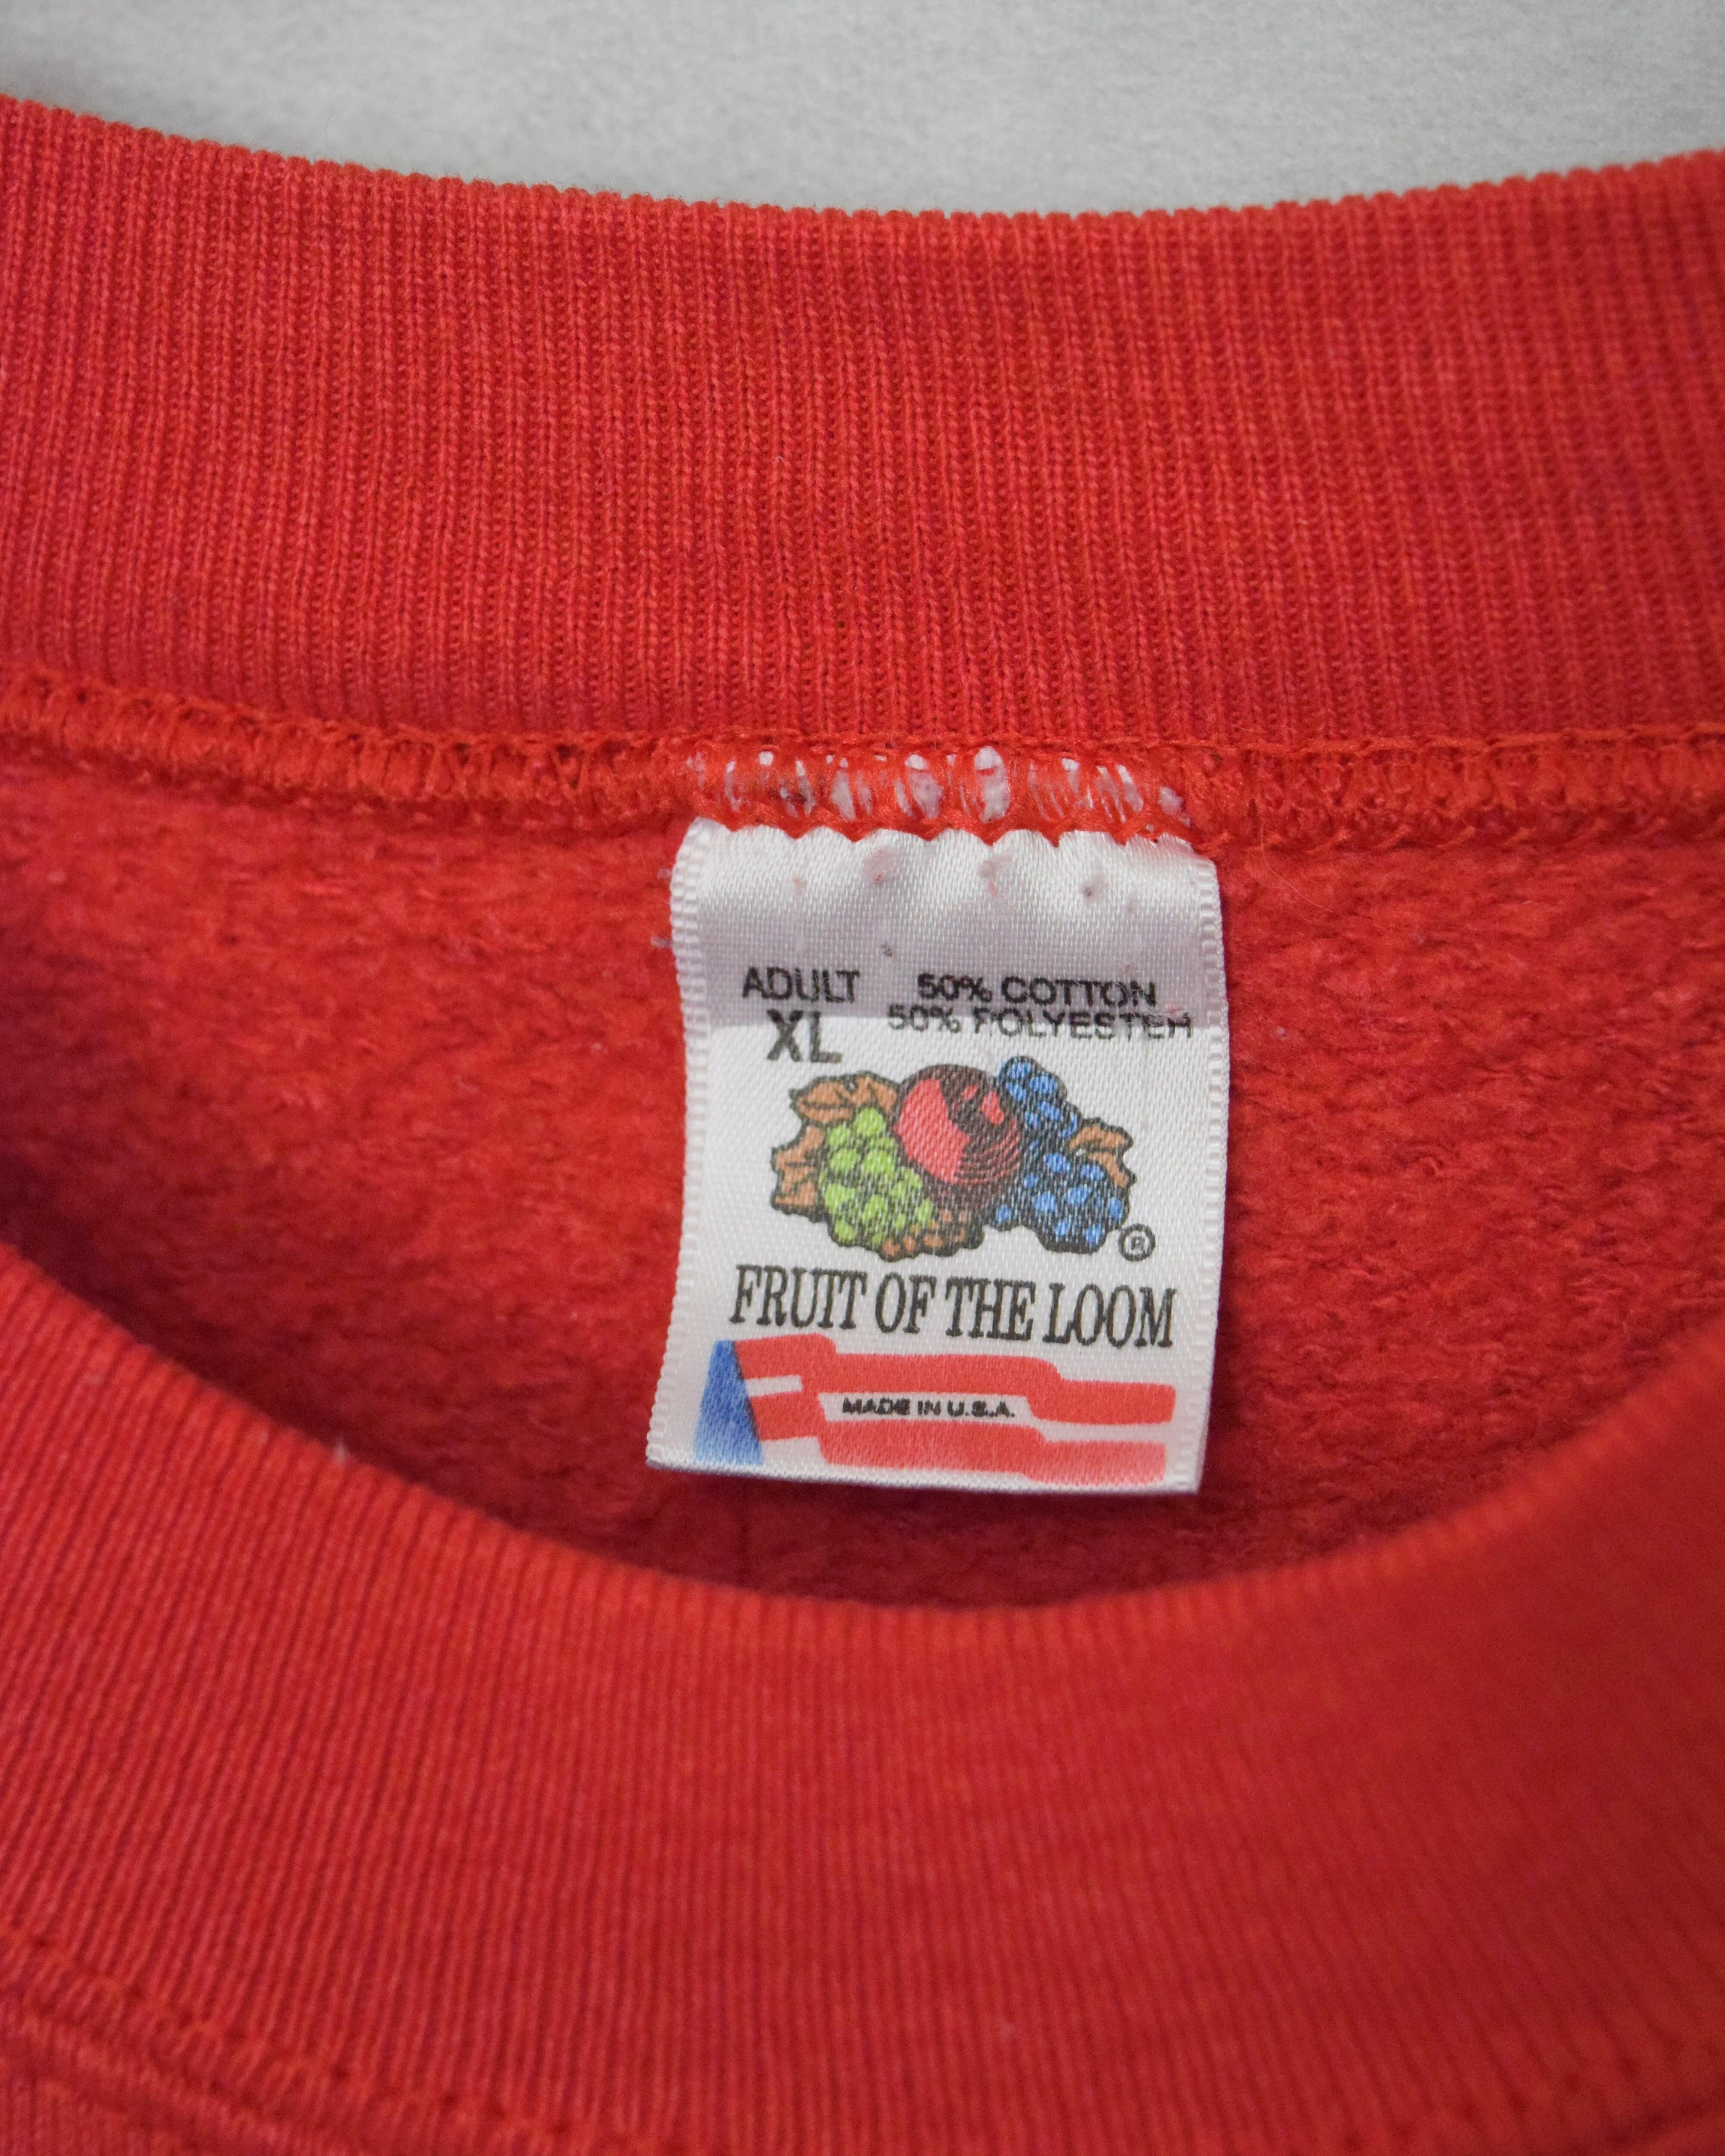 ADULT 50% COTTON
XL 50% POLYESTER
®
FRUIT OF THE LOOM
MADE IN U.S.A.